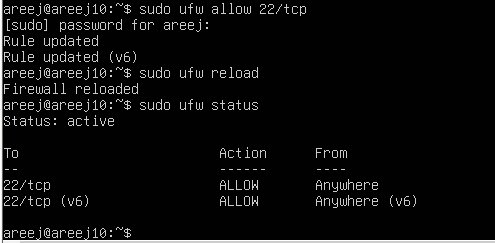 areej@areej10:~$ sudo ufw allow 22/tcp
[sudo] password for areej:
Rule updated
Rule updated (v6)
areej@areej10:~$ sudo ufw reload
Firewall reloaded
areej@areej10:~$ sudo ufw status
Status: active
To                         Action      From
--                         ------      ----
22/tcp                     ALLOW       Anywhere
22/tcp (v6)                ALLOW       Anywhere (v6)
areej@areej10:~$